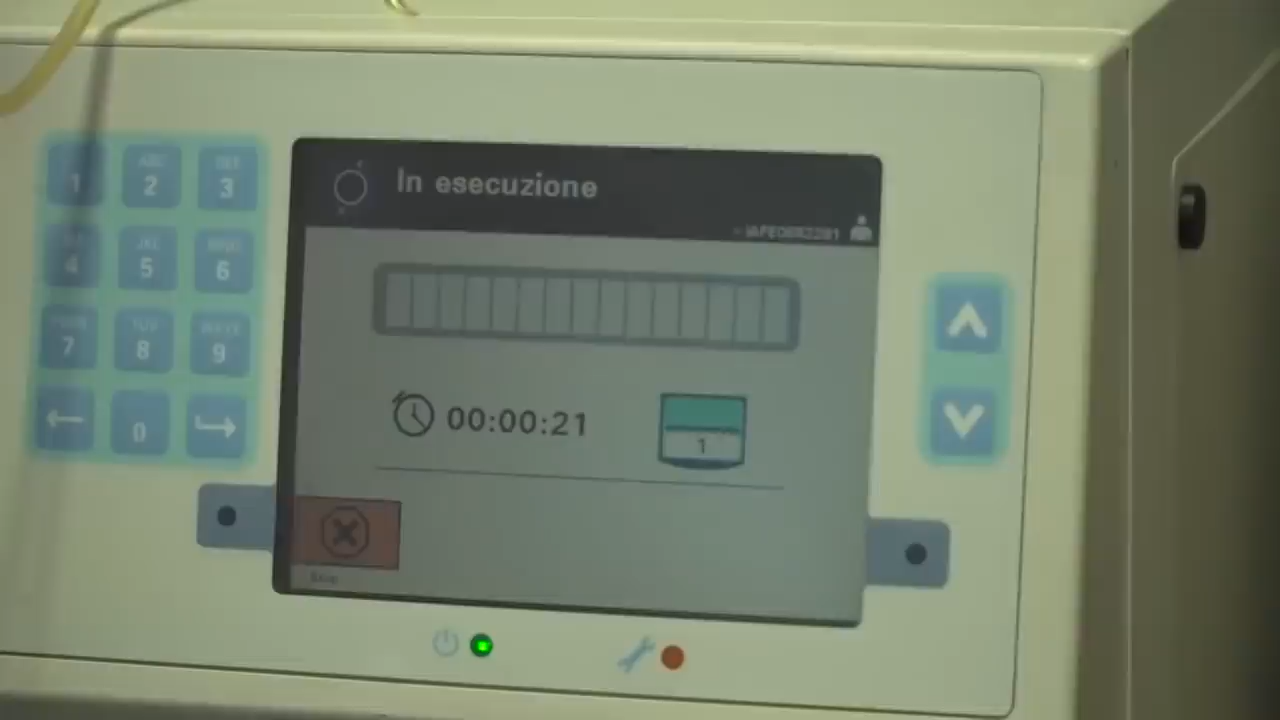 In esecuzione
1
ABC
2
DEF
3
4
JKL
5
MNO
6
7
TUV
8
WXYZ
9
0
00:00:21
1